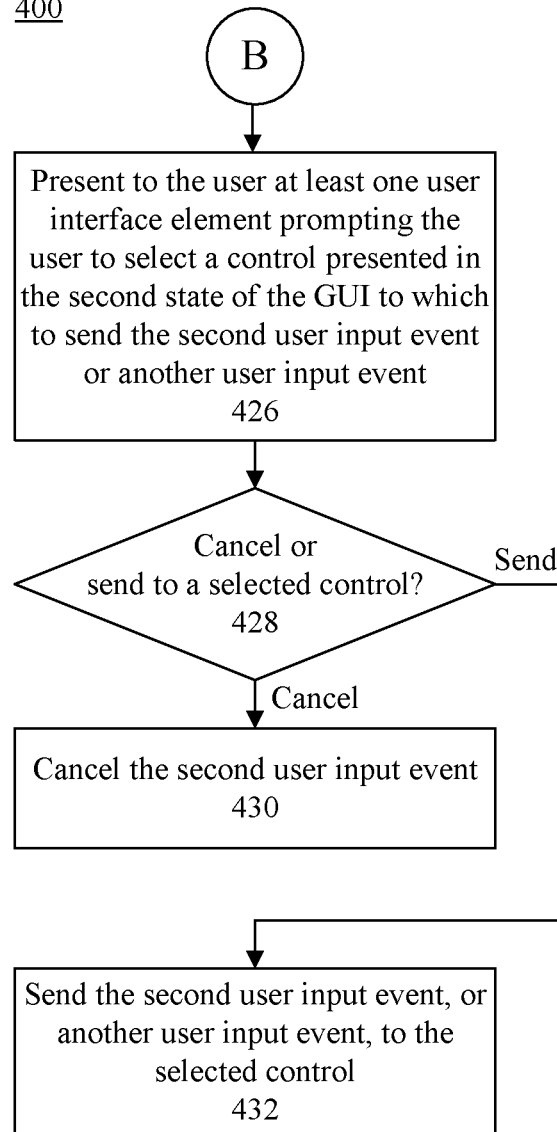 400
B
Present to the user at least one user
interface element prompting the
user to select a control presented in
the second state of the GUI to which
to send the second user input event
or another user input event
426
Cancel or
send to a selected control?
428
Send
Cancel
Cancel the second user input event
430
Send the second user input event, or
another user input event, to the
selected control
432